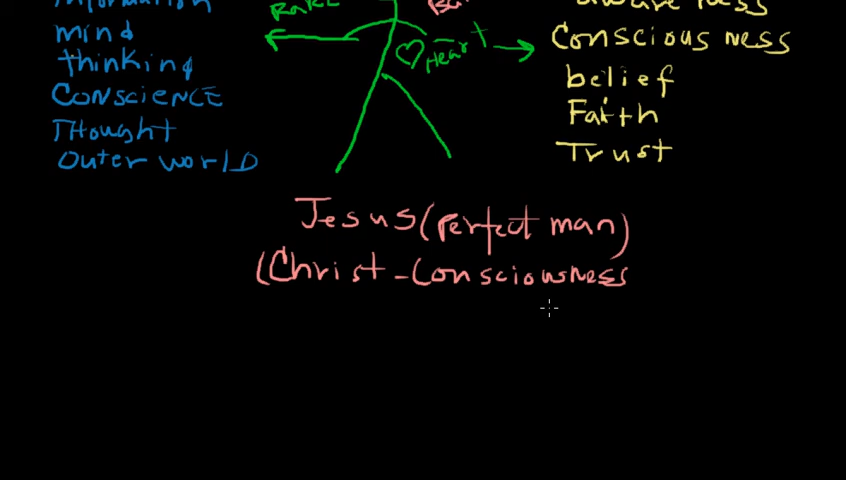 mind
thinking
CONSCIENCE
THought
outer worLD
Heart
Consciousness
belief
Faith
Trust
Jesus (Perfect man)
(Christ-Consciousness